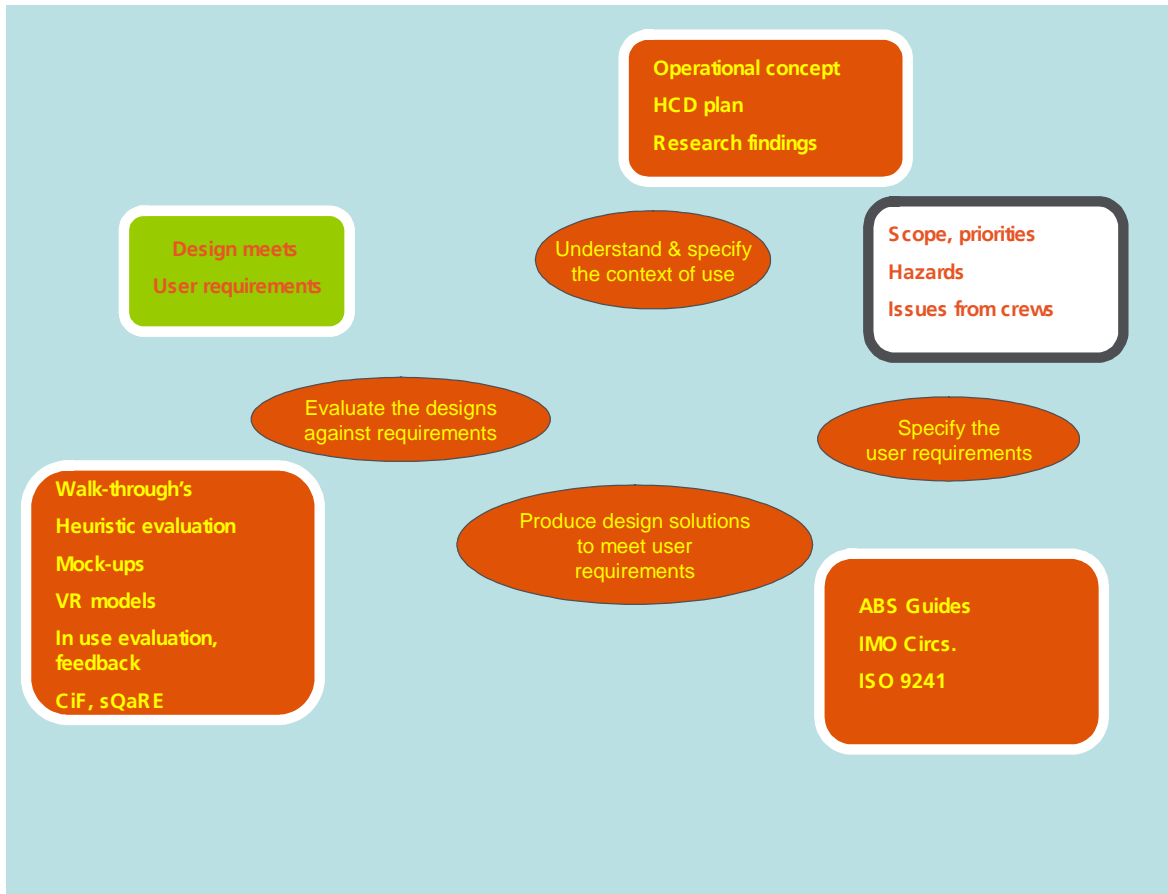 Operational concept
HCD plan
Research findings
Design meets
User requirements
Understand & specify
the context of use
Scope, priorities
Hazards
Issues from crews
Evaluate the designs
against requirements
Specify the
user requirements
Walk-through's
Heuristic evaluation
Mock-ups
VR models
In use evaluation,
feedback
CiF, sQaRE
Produce design solutions
to meet user
requirements
ABS Guides
IMO Circs.
ISO 9241